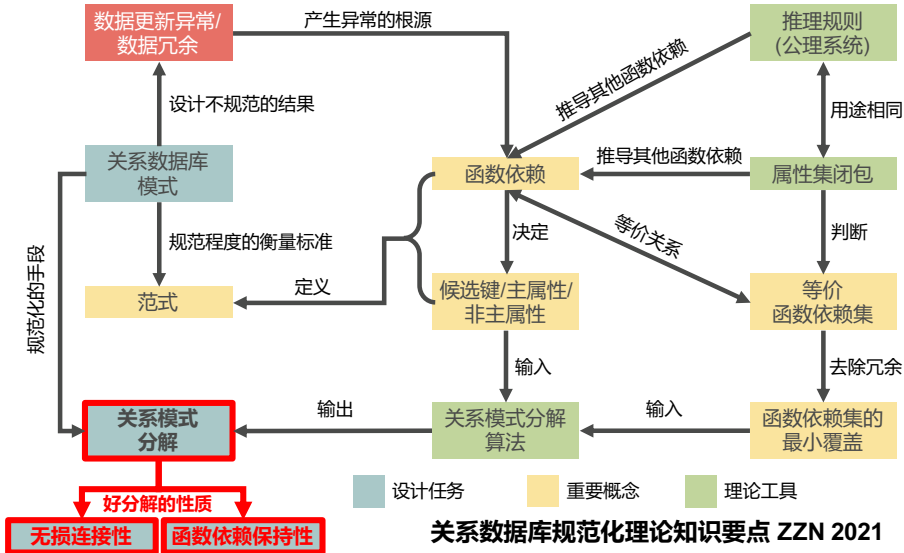 数据更新异常/
数据冗余
产生异常的根源
推理规则
(公理系统)
推导其他函数依赖
设计不规范的结果
用途相同
关系数据库
模式
函数依赖
推导其他函数依赖
属性集闭包
规范化的手段
规范程度的衡量标准
决定
等价关系
判断
范式
定义
候选键/主属性/
非主属性
等价
函数依赖集
输入
去除冗余
关系模式
分解
输出
关系模式分解
算法
输入
函数依赖集的
最小覆盖
好分解的性质
设计任务
重要概念
理论工具
无损连接性
函数依赖保持性
关系数据库规范化理论知识要点 ZZN 2021